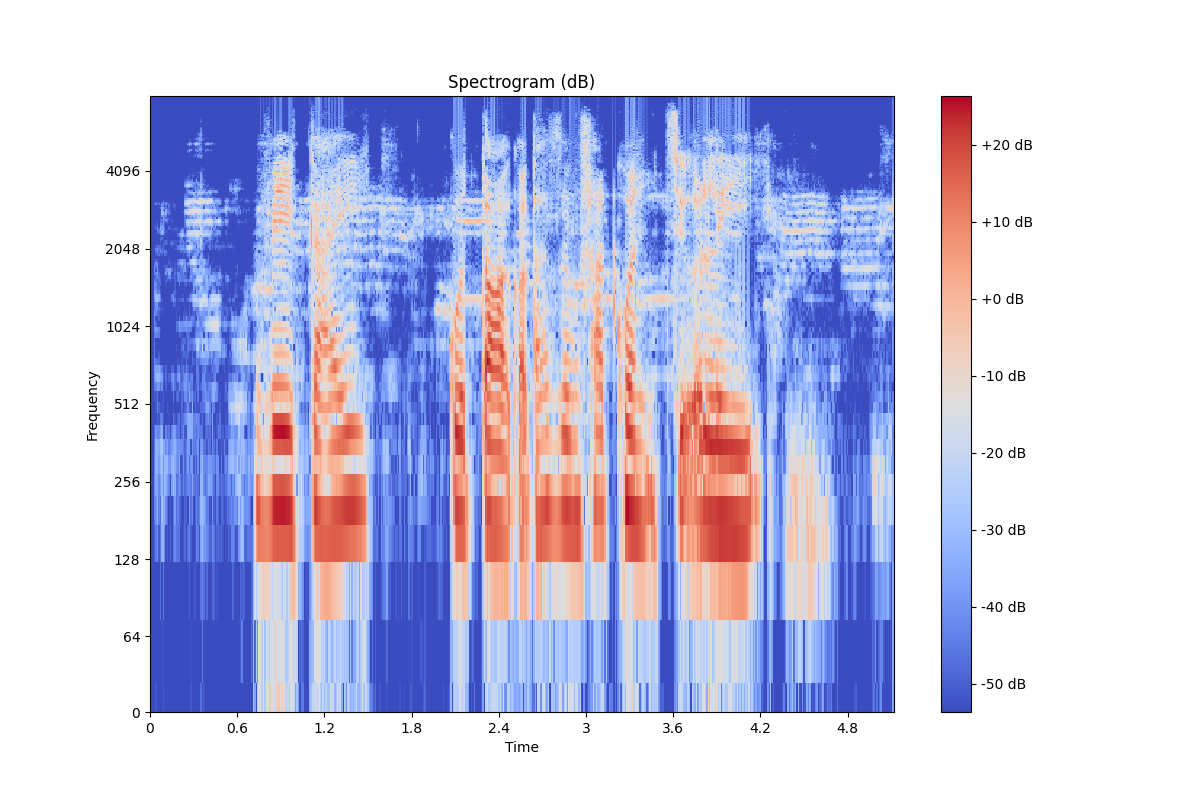 Spectrogram (dB)
Frequency
4096
2048
1024
512
256
128
64
0
0 0.6 1.2 1.8 2.4 3 3.6 4.2 4.8
Time
+20 dB
+10 dB
+0 dB
-10 dB
-20 dB
-30 dB
-40 dB
-50 dB